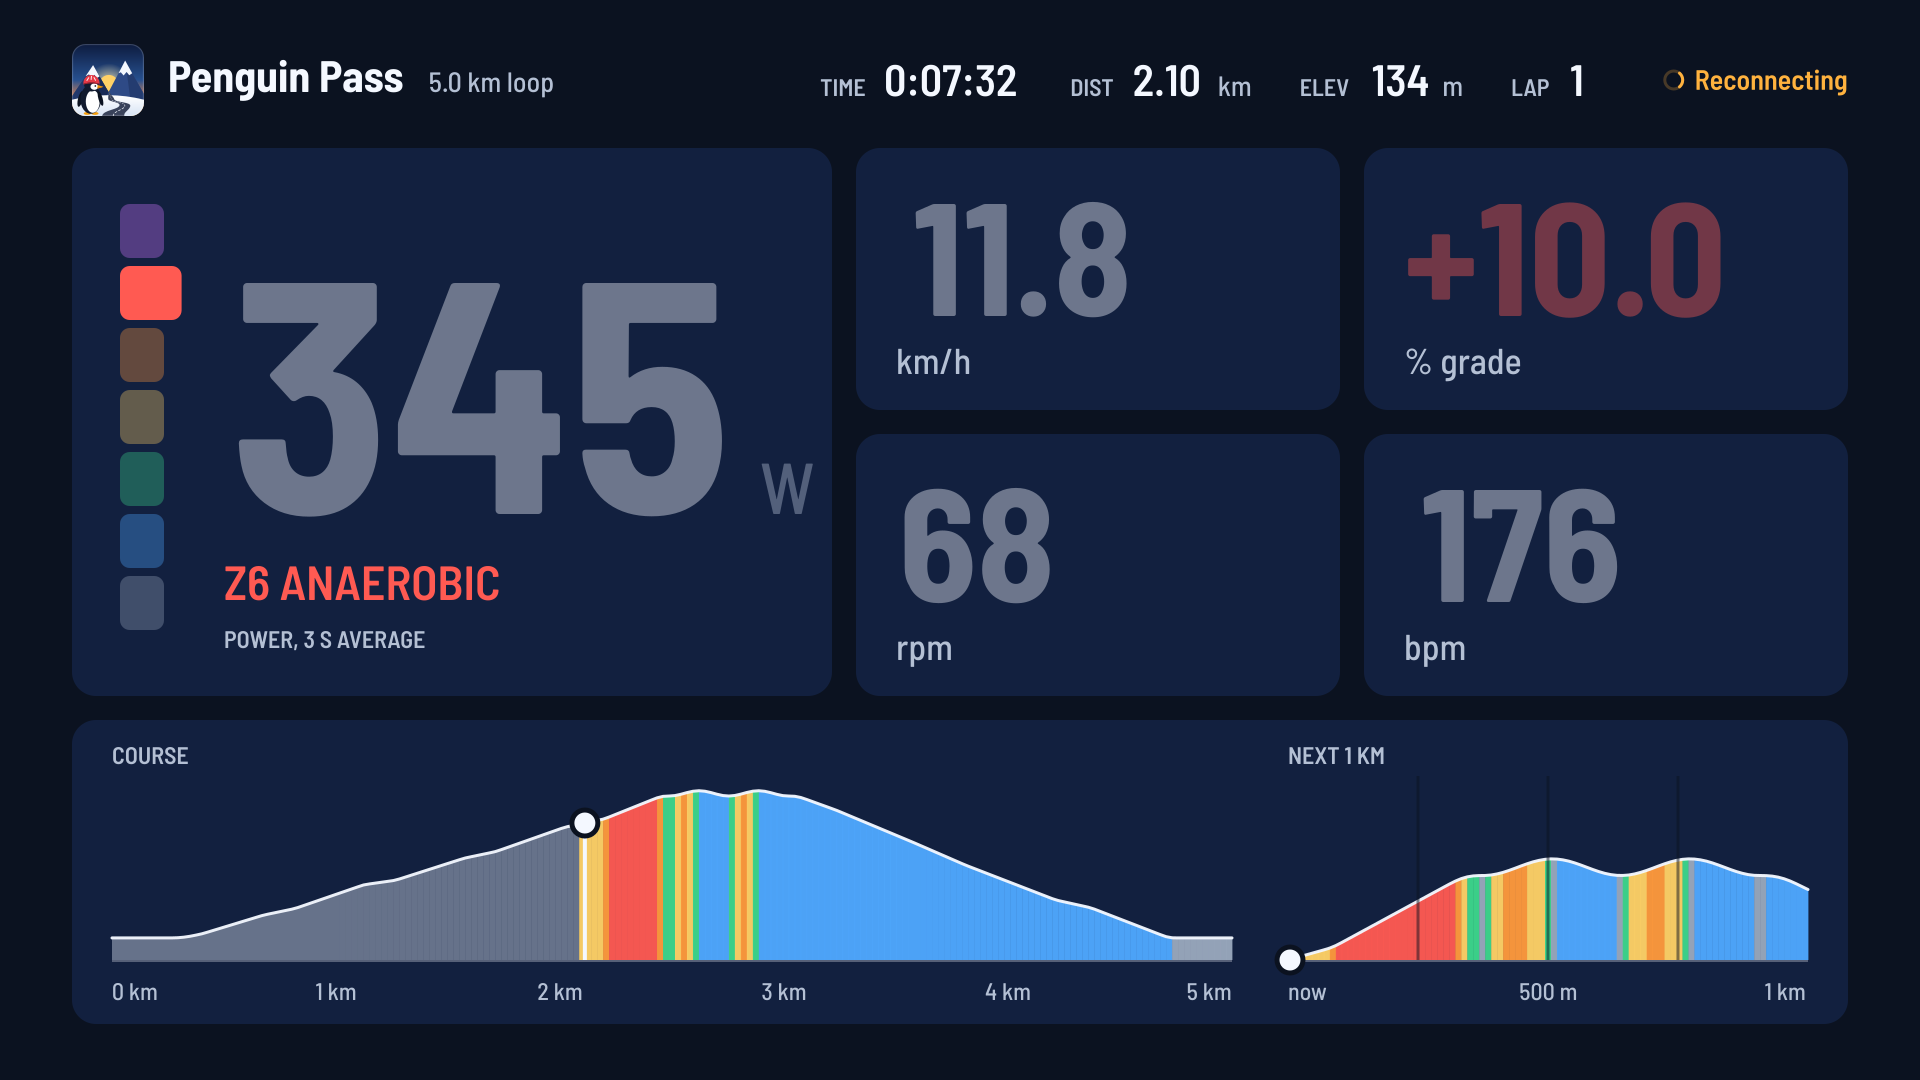 Penguin Pass 5.0 km loop
TIME 0:07:32 DIST 2.10 km ELEV 134 m LAP 1 Reconnecting
345 W
Z6 ANAEROBIC
POWER, 3 S AVERAGE
11.8
km/h
+10.0
% grade
68
rpm
176
bpm
COURSE
0 km 1 km 2 km 3 km 4 km 5 km
NEXT 1 KM
now 500 m 1 km